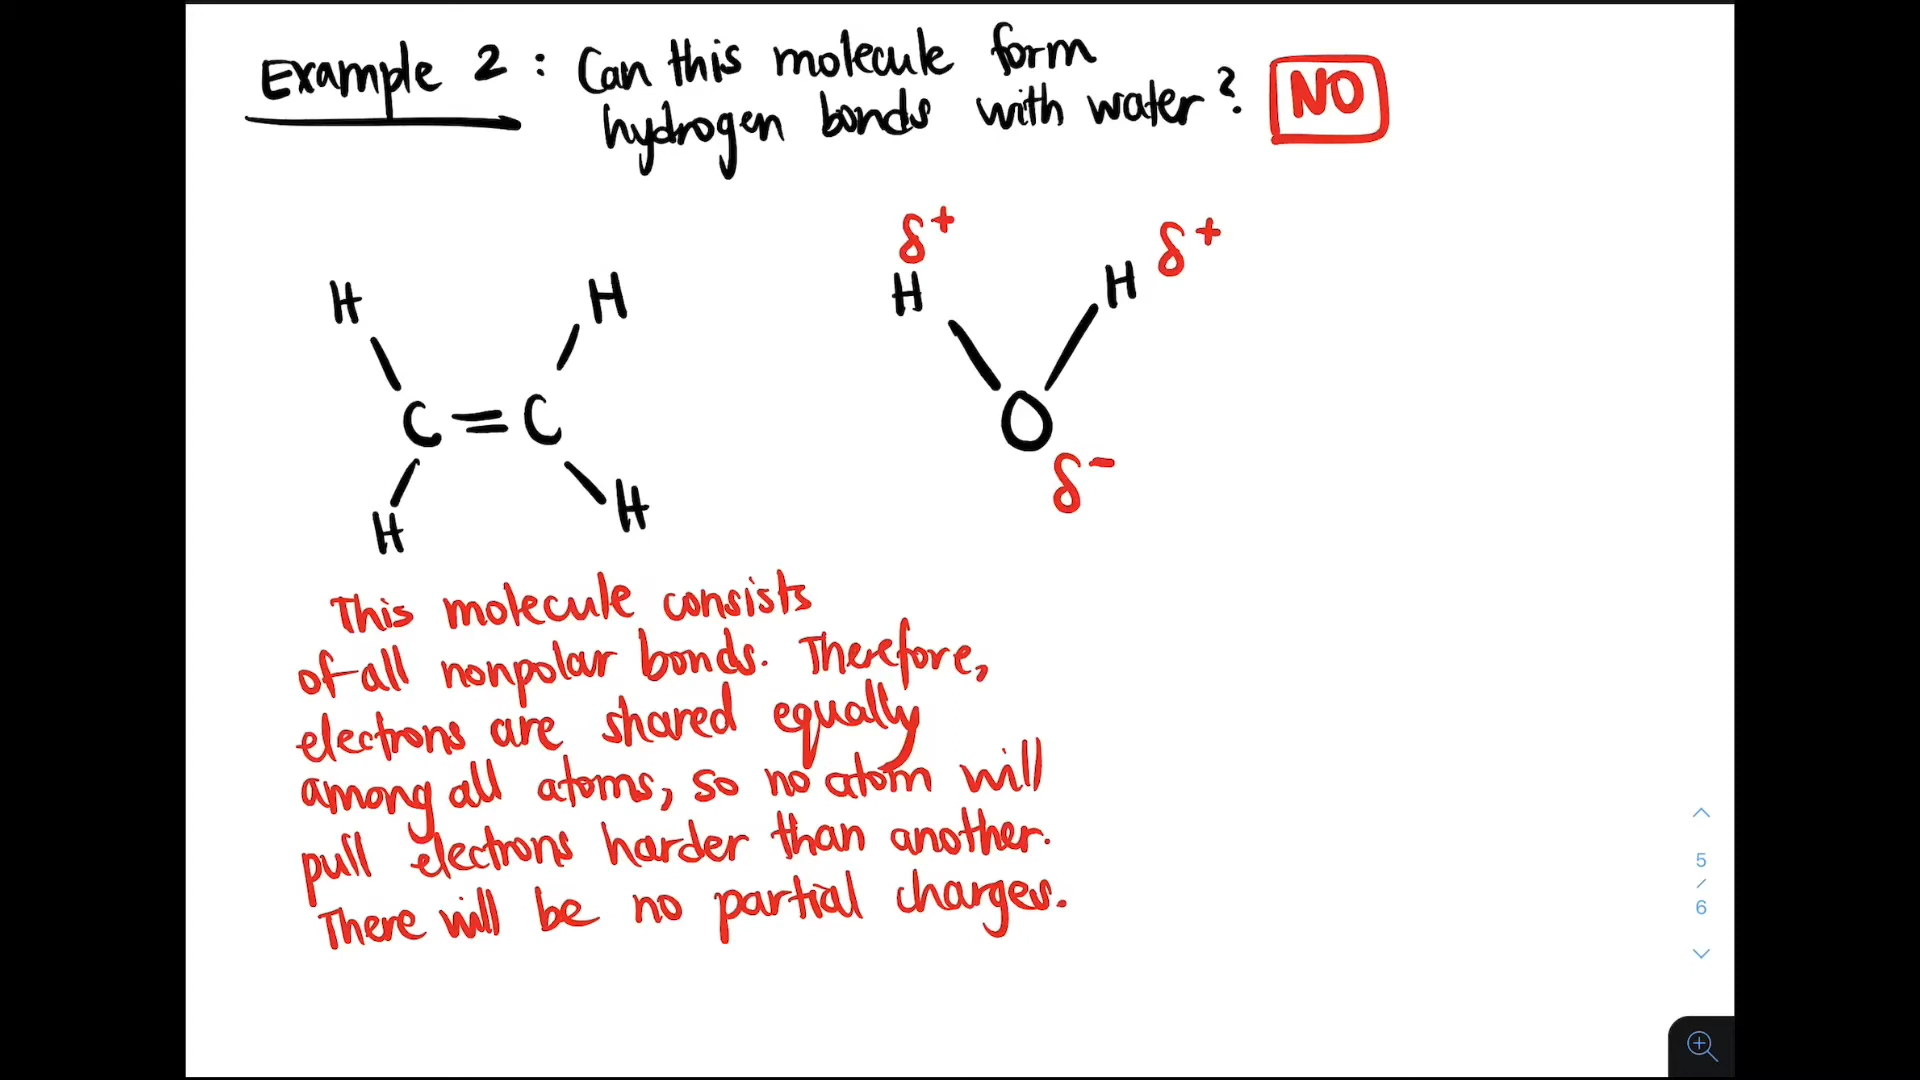 Example 2 : Can this molecule form
hydrogen bonds with water? NO
δ+
δ+
H
H
H
H
C = C
O
δ-
H
H
This molecule consists
of all nonpolar bonds. Therefore,
electrons are shared equally
among all atoms, so no atom will
pull electrons harder than another.
There will be no partial charges.
5
/
6